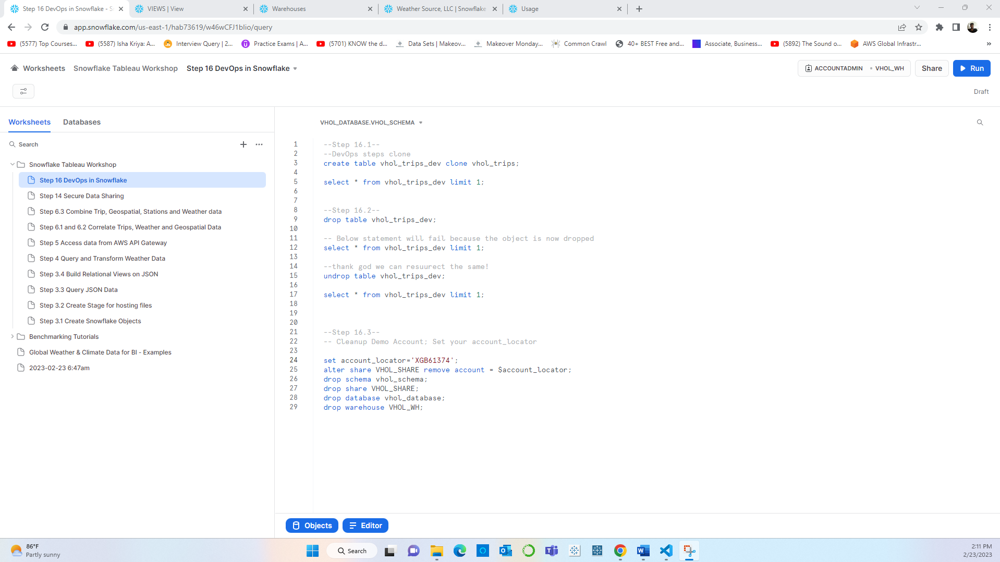 Step 16 DevOps in Snowflake - S
VIEWS | View
Warehouses
Weather Source, LLC | Snowflake
Usage
app.snowflake.com/us-east-1/hab73619/w46wCFJ1blio/query
(5577) Top Courses...
(5587) Isha Kriya: A...
Interview Query | 2...
Practice Exams | A...
(5701) KNOW the d...
Data Sets | Makeov...
Makeover Monday...
Common Crawl
40+ BEST Free and...
Associate, Business...
(5892) The Sound o...
AWS Global Infrastr...
»
Worksheets
Snowflake Tableau Workshop
Step 16 DevOps in Snowflake
ACCOUNTADMIN • VHOL_WH
Share
Run
Draft
Worksheets
Databases
Search
Snowflake Tableau Workshop
Step 16 DevOps in Snowflake
Step 14 Secure Data Sharing
Step 6.3 Combine Trip, Geospatial, Stations and Weather data
Step 6.1 and 6.2 Correlate Trips, Weather and Geospatial Data
Step 5 Access data from AWS API Gateway
Step 4 Query and Transform Weather Data
Step 3.4 Build Relational Views on JSON
Step 3.3 Query JSON Data
Step 3.2 Create Stage for hosting files
Step 3.1 Create Snowflake Objects
Benchmarking Tutorials
Global Weather & Climate Data for BI - Examples
2023-02-23 6:47am
VHOL_DATABASE.VHOL_SCHEMA
1 --Step 16.1--
2 --DevOps steps clone
3 create table vhol_trips_dev clone vhol_trips;
4
5 select * from vhol_trips_dev limit 1;
6
7
8 --Step 16.2--
9 drop table vhol_trips_dev;
10
11 -- Below statement will fail because the object is now dropped
12 select * from vhol_trips_dev limit 1;
13
14 --thank god we can resuurect the same!
15 undrop table vhol_trips_dev;
16
17 select * from vhol_trips_dev limit 1;
18
19
20
21 --Step 16.3--
22 -- Cleanup Demo Account; Set your account_locator
23
24 set account_locator='XGB61374';
25 alter share VHOL_SHARE remove account = $account_locator;
26 drop schema vhol_schema;
27 drop share VHOL_SHARE;
28 drop database vhol_database;
29 drop warehouse VHOL_WH;
Objects
Editor
86°F
Partly sunny
Search
2:11 PM
2/23/2023